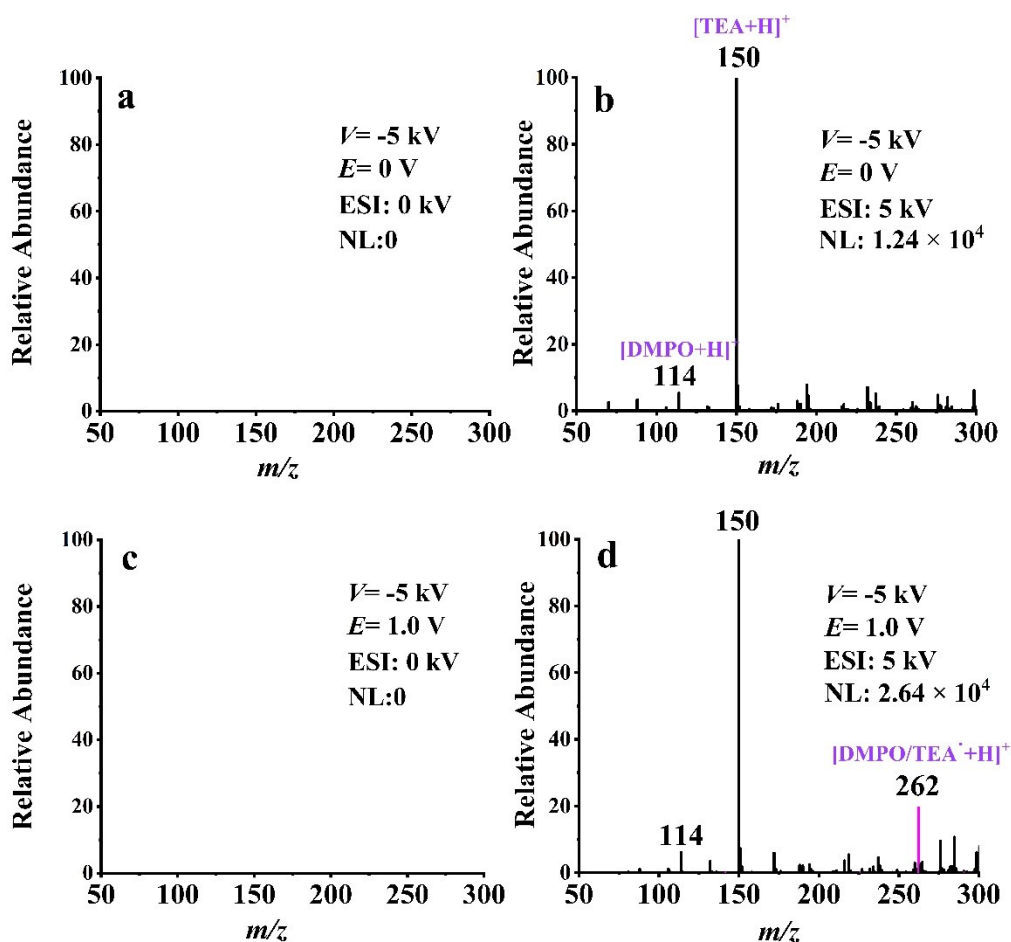 a
V= -5 kV
E= 0 V
ESI: 0 kV
NL:0
Relative Abundance
100
80
60
40
20
0
50 100 150 200 250 300
m/z
b
[TEA+H]⁺
150
V= -5 kV
E= 0 V
ESI: 5 kV
NL: 1.24 × 10⁴
[DMPO+H]⁺
114
Relative Abundance
100
80
60
40
20
0
50 100 150 200 250 300
m/z
c
V= -5 kV
E= 1.0 V
ESI: 0 kV
NL:0
Relative Abundance
100
80
60
40
20
0
50 100 150 200 250 300
m/z
d
150
V= -5 kV
E= 1.0 V
ESI: 5 kV
NL: 2.64 × 10⁴
[DMPO/TEA˙+H]⁺
262
114
Relative Abundance
100
80
60
40
20
0
50 100 150 200 250 300
m/z